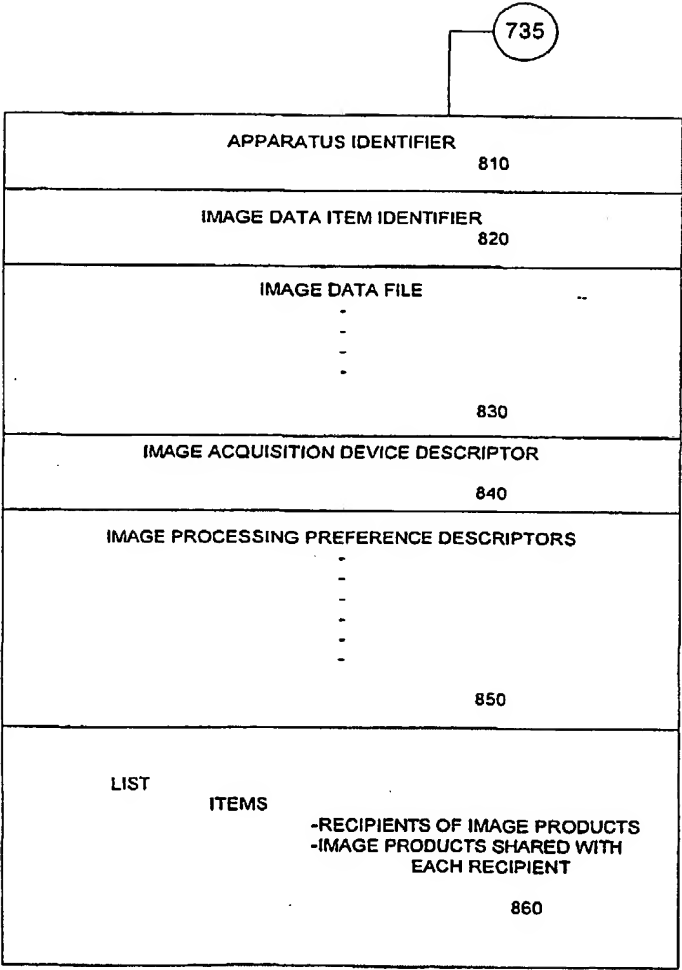 735
APPARATUS IDENTIFIER
810
IMAGE DATA ITEM IDENTIFIER
820
IMAGE DATA FILE
-
-
-
-
830
IMAGE ACQUISITION DEVICE DESCRIPTOR
840
IMAGE PROCESSING PREFERENCE DESCRIPTORS
-
-
-
-
-
-
850
LIST
ITEMS
-RECIPIENTS OF IMAGE PRODUCTS
-IMAGE PRODUCTS SHARED WITH
EACH RECIPIENT
860